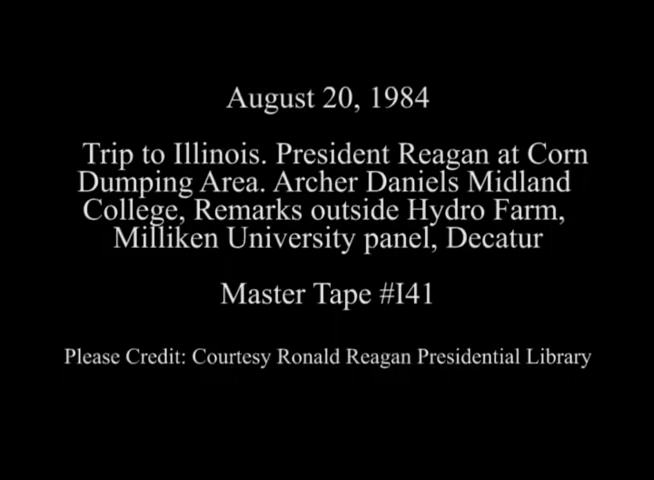 August 20, 1984
Trip to Illinois. President Reagan at Corn
Dumping Area. Archer Daniels Midland
College, Remarks outside Hydro Farm,
Milliken University panel, Decatur
Master Tape #I41
Please Credit: Courtesy Ronald Reagan Presidential Library